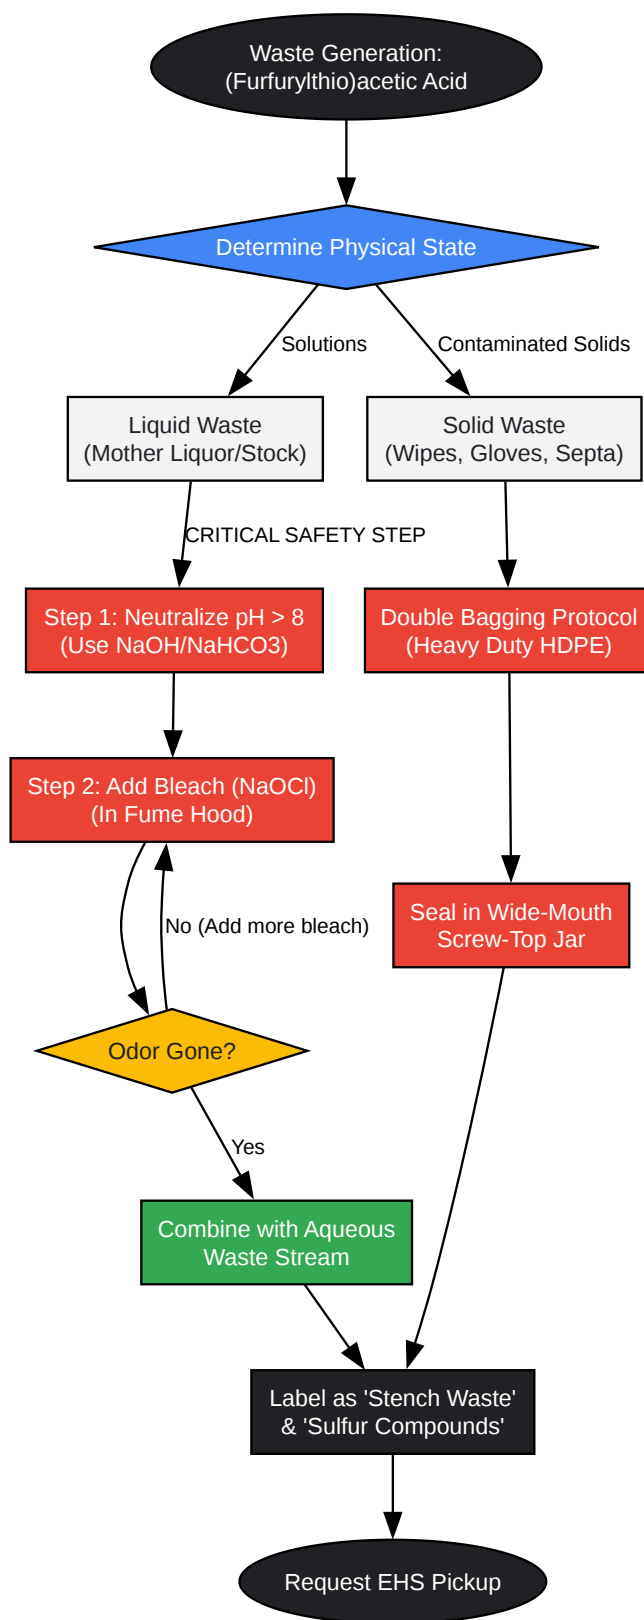 Waste Generation:
(Furfurylthio)acetic Acid
Determine Physical State
Solutions
Contaminated Solids
Liquid Waste
(Mother Liquor/Stock)
Solid Waste
(Wipes, Gloves, Septa)
CRITICAL SAFETY STEP
Step 1: Neutralize pH > 8
(Use NaOH/NaHCO3)
Double Bagging Protocol
(Heavy Duty HDPE)
Step 2: Add Bleach (NaOCl)
(In Fume Hood)
No (Add more bleach)
Seal in Wide-Mouth
Screw-Top Jar
Odor Gone?
Yes
Combine with Aqueous
Waste Stream
Label as 'Stench Waste'
& 'Sulfur Compounds'
Request EHS Pickup